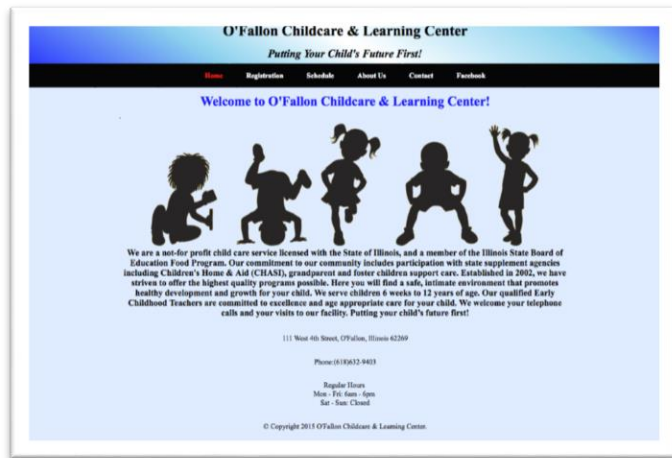 O'Fallon Childcare & Learning Center
Putting Your Child's Future First!
Home Registration Schedule About Us Contact Facebook
Welcome to O'Fallon Childcare & Learning Center!
We are a not-for profit child care service licensed with the State of Illinois, and a member of the Illinois State Board of
Education Food Program. Our commitment to our community includes participation with state supplement agencies
including Children's Home & Aid (CHASI), grandparent and foster children support care. Established in 2002, we have
striven to offer the highest quality programs possible. Here you will find a safe, intimate environment that promotes
healthy development and growth for your child. We serve children 6 weeks to 12 years of age. Our qualified Early
Childhood Teachers are committed to excellence and age appropriate care for your child. We welcome your telephone
calls and your visits to our facility. Putting your child's future first!
111 West 4th Street, O'Fallon, Illinois 62269
Phone:(618)632-9403
Regular Hours
Mon - Fri: 6am - 6pm
Sat - Sun: Closed
© Copyright 2015 O'Fallon Childcare & Learning Center.